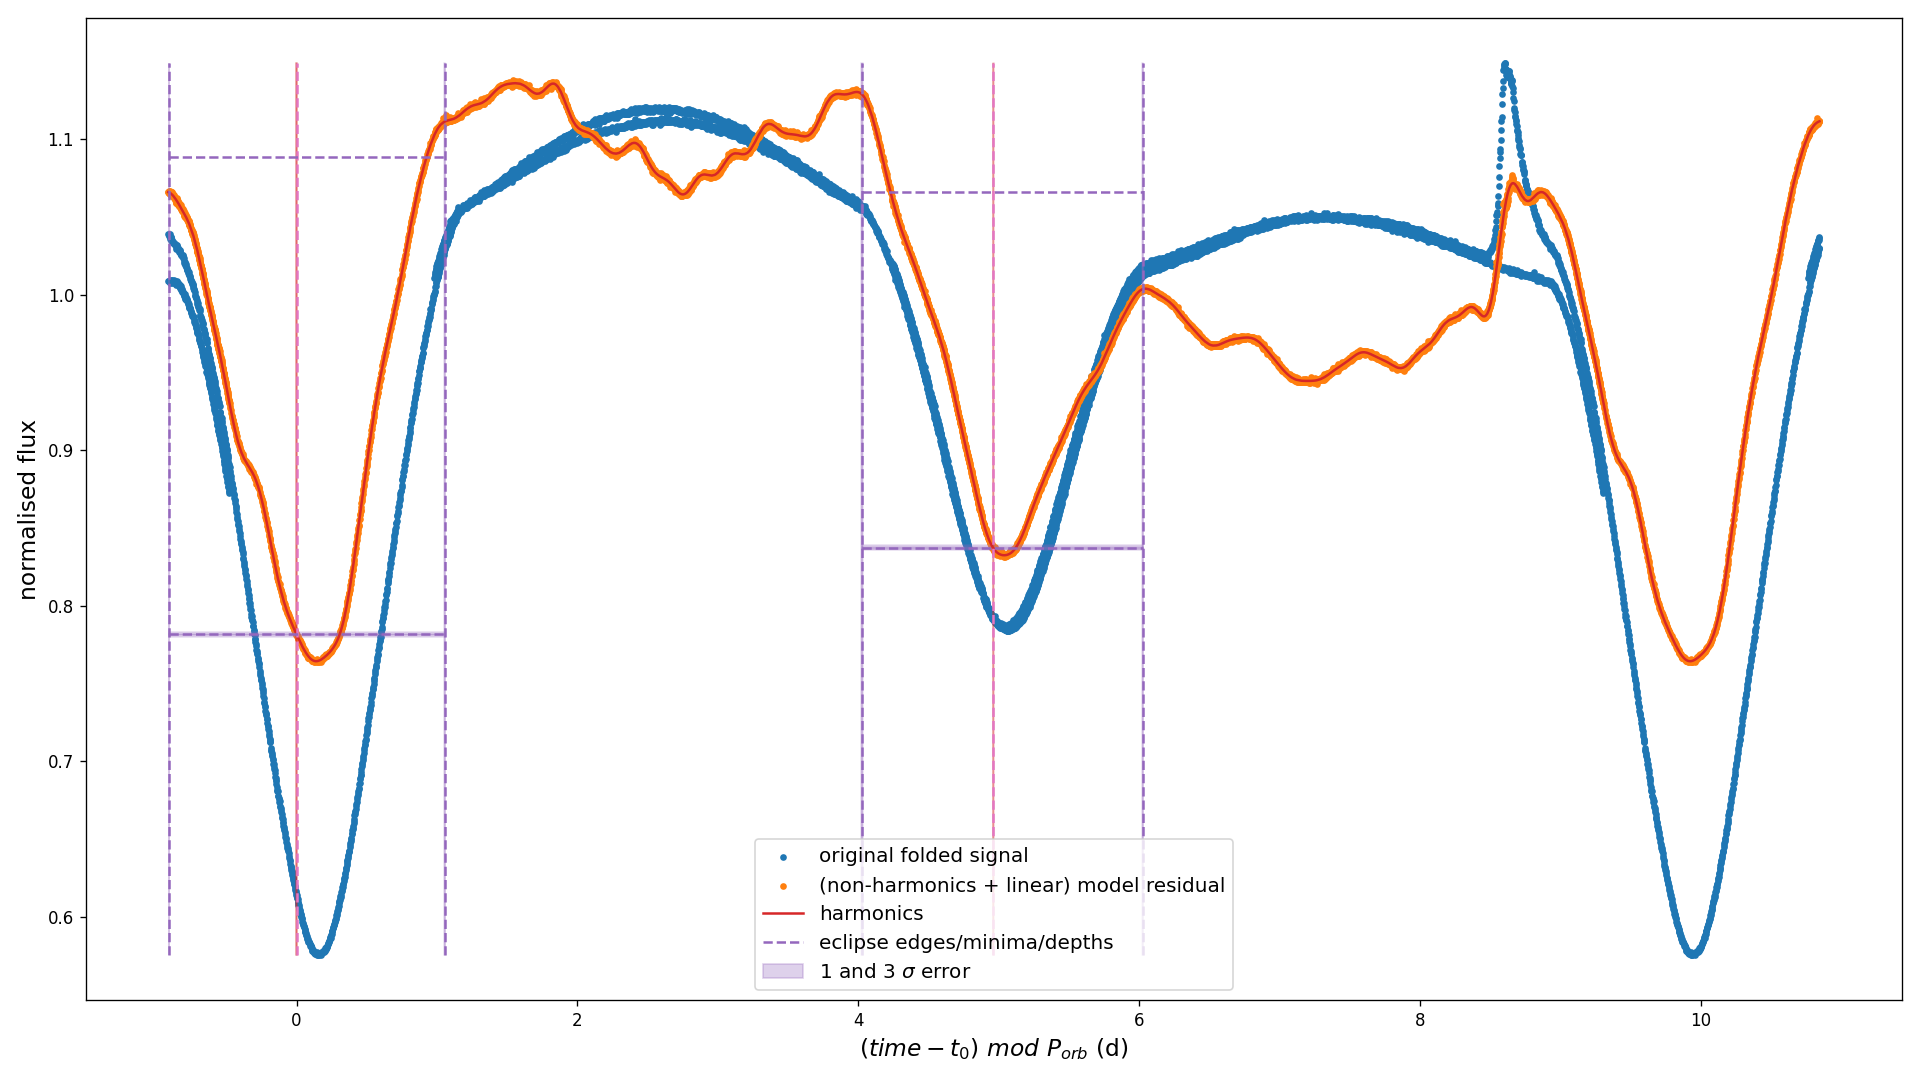 normalised flux
1.1
1.0
0.9
0.8
0.7
0.6
original folded signal
(non-harmonics + linear) model residual
harmonics
eclipse edges/minima/depths
1 and 3 σ error
0 2 4 6 8 10
(time − t₀) mod P_orb (d)